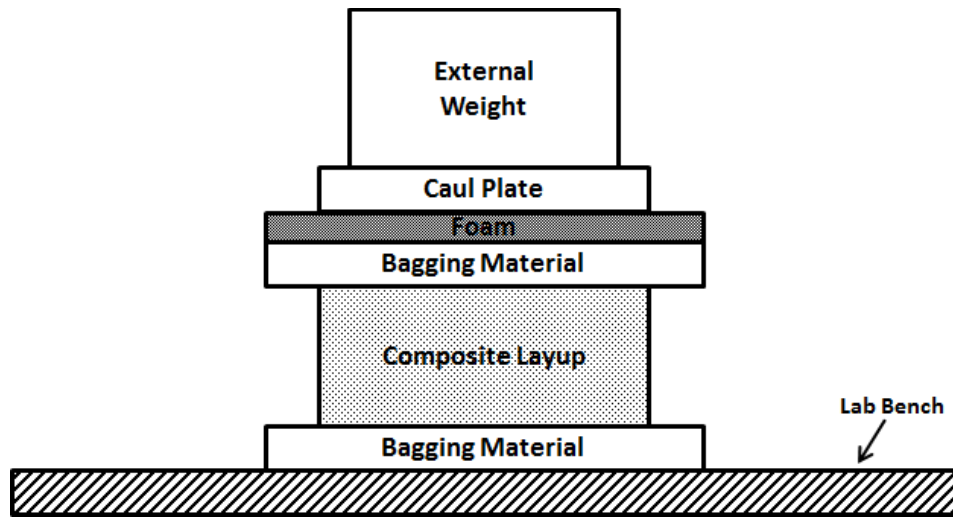 External
Weight
Caul Plate
Foam
Bagging Material
Composite Layup
Lab Bench
Bagging Material